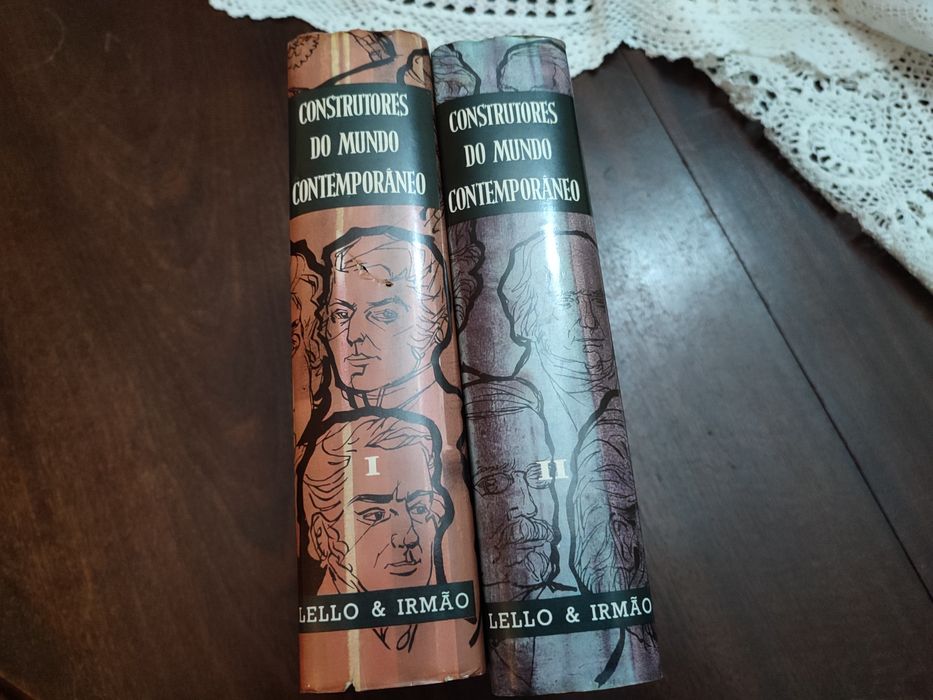 CONSTRUTORES
DO MUNDO
CONTEMPORÂNEO
I
LELLO & IRMÃO
CONSTRUTORES
DO MUNDO
CONTEMPORÂNEO
II
LELLO & IRMÃO